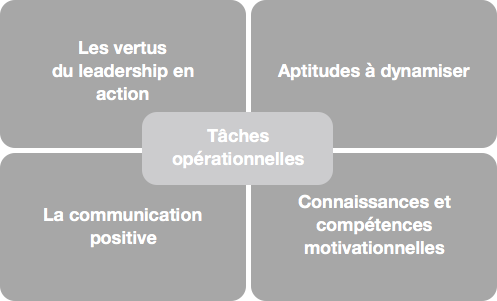 Les vertus
du leadership en
action
Aptitudes à dynamiser
Tâches
opérationnelles
La communication
positive
Connaissances et
compétences
motivationnelles